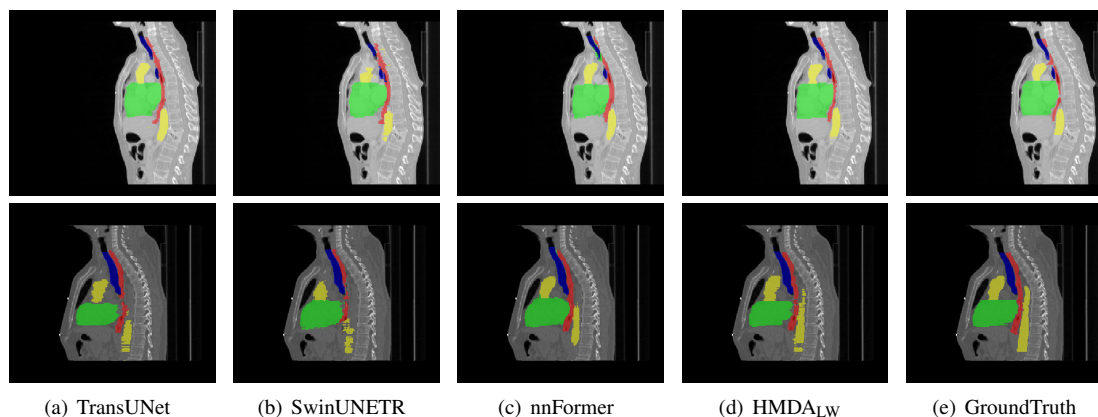 (a) TransUNet
(b) SwinUNETR
(c) nnFormer
(d) HMDA_LW
(e) GroundTruth